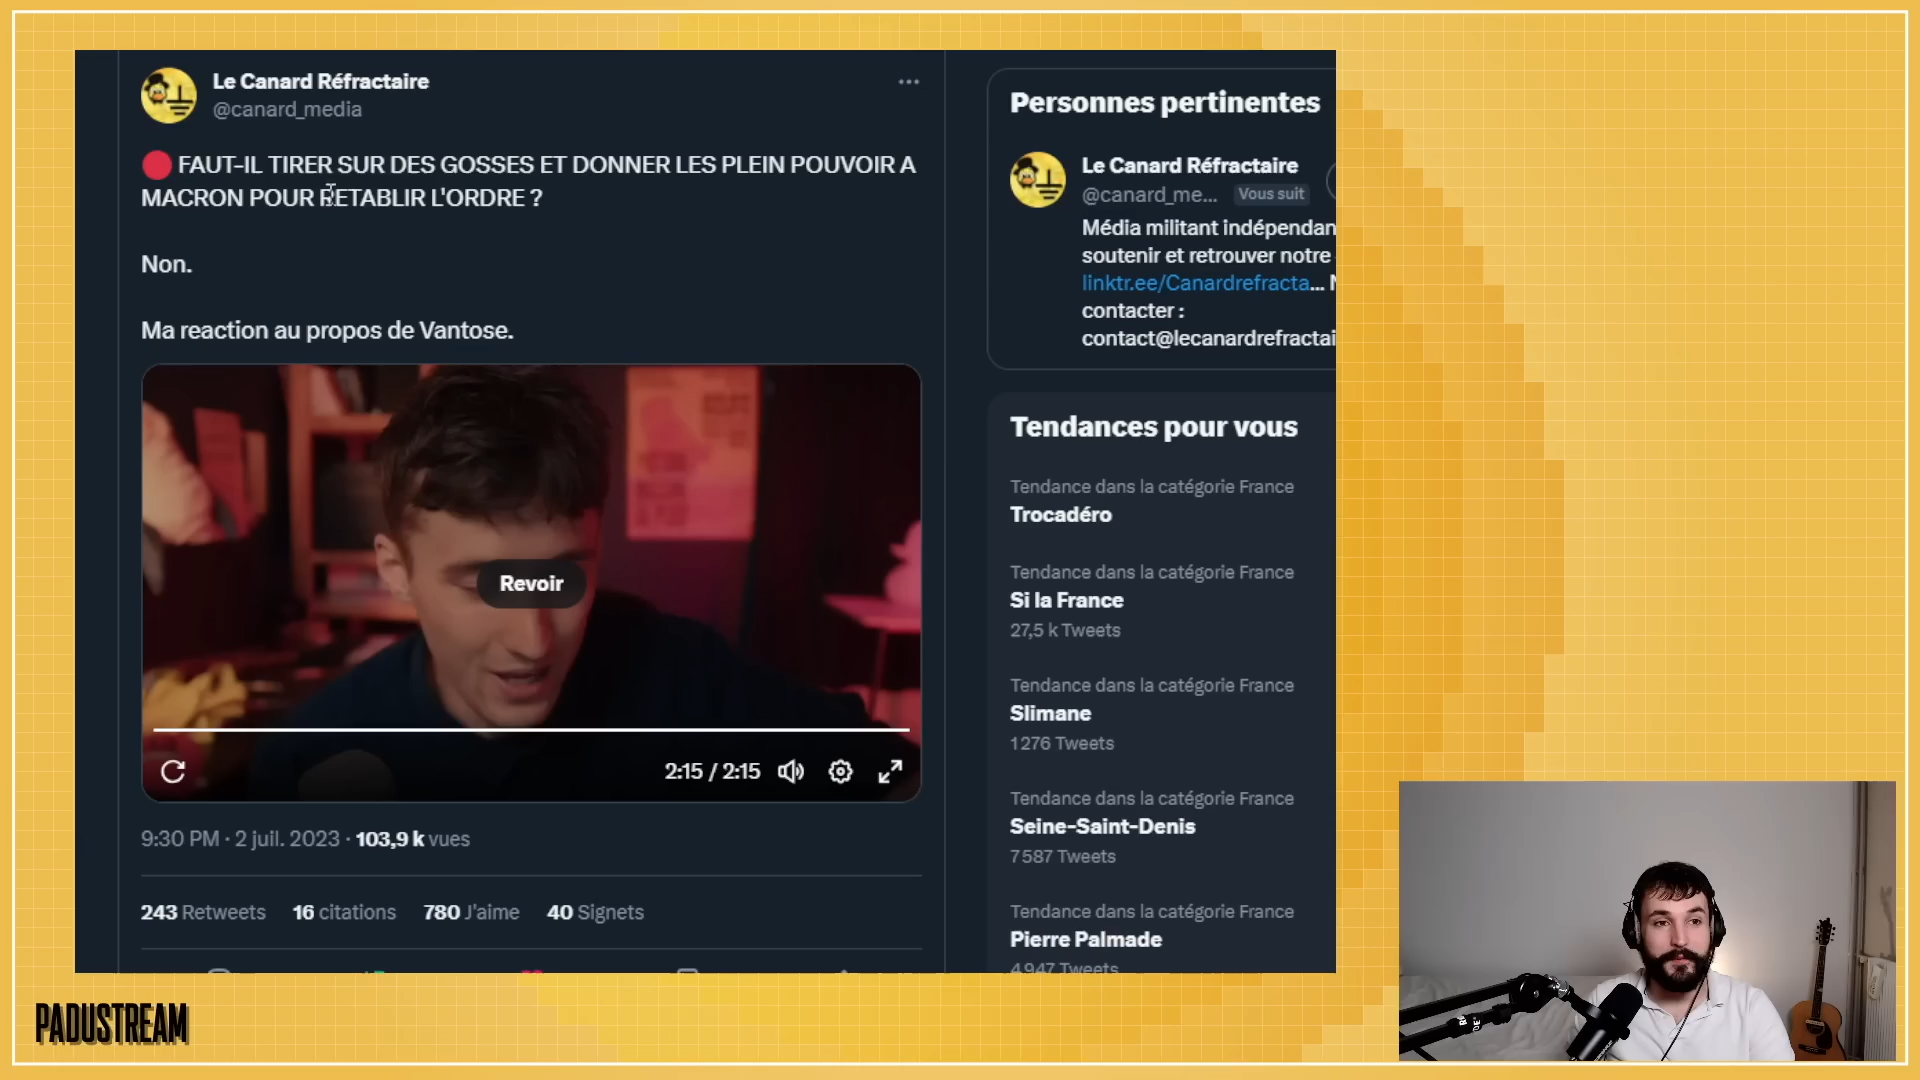 Le Canard Réfractaire
@canard_media
FAUT-IL TIRER SUR DES GOSSES ET DONNER LES PLEIN POUVOIR A
MACRON POUR RETABLIR L'ORDRE ?
Non.
Ma reaction au propos de Vantose.
Revoir
2:15 / 2:15
9:30 PM · 2 juil. 2023 · 103,9 k vues
243 Retweets 16 citations 780 J'aime 40 Signets
Personnes pertinentes
Le Canard Réfractaire
@canard_me... Vous suit
Média militant indépendan
soutenir et retrouver notre
linktr.ee/Canardrefracta... N
contacter :
contact@lecanardrefractai
Tendances pour vous
Tendance dans la catégorie France
Trocadéro
Tendance dans la catégorie France
Si la France
27,5 k Tweets
Tendance dans la catégorie France
Slimane
1 276 Tweets
Tendance dans la catégorie France
Seine-Saint-Denis
7 587 Tweets
Tendance dans la catégorie France
Pierre Palmade
4 947 Tweets
PADUSTREAM